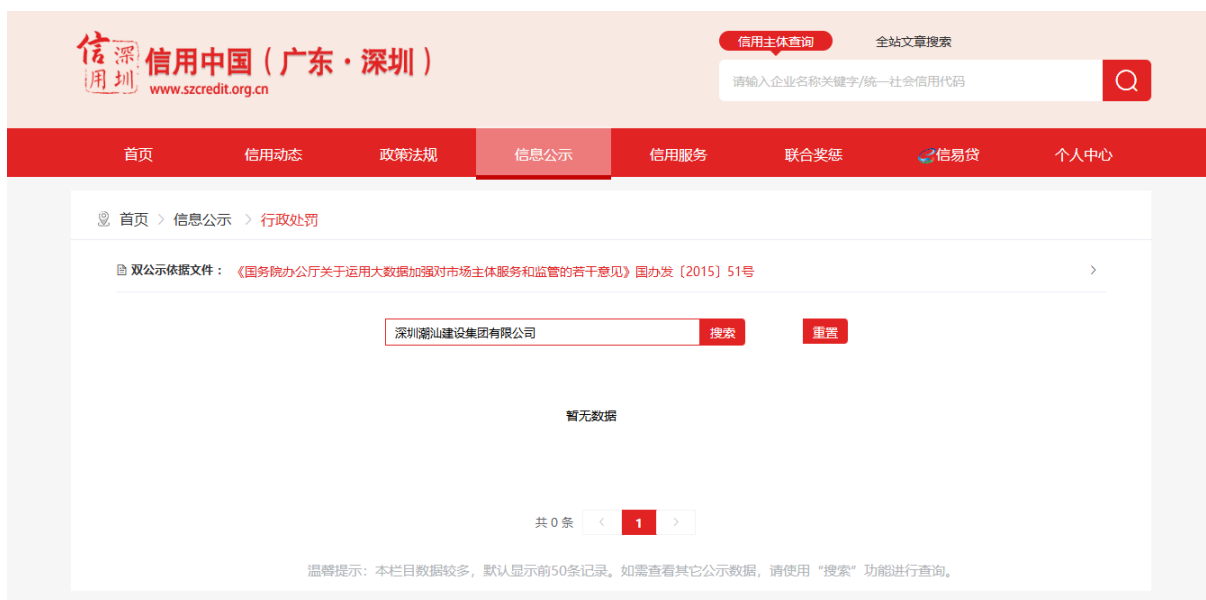 信用深圳
信用中国（广东·深圳）
www.szcredit.org.cn
信用主体查询
全站文章搜索
请输入企业名称关键字/统一社会信用代码
首页 信用动态 政策法规 信息公示 信用服务 联合奖惩 信易贷 个人中心
首页 > 信息公示 > 行政处罚
双公示依据文件： 《国务院办公厅关于运用大数据加强对市场主体服务和监管的若干意见》国办发〔2015〕51号 >
深圳潮汕建设集团有限公司 搜索 重置
暂无数据
共 0 条 < 1 >
温馨提示：本栏目数据较多，默认显示前50条记录。如需查看其它公示数据，请使用“搜索”功能进行查询。